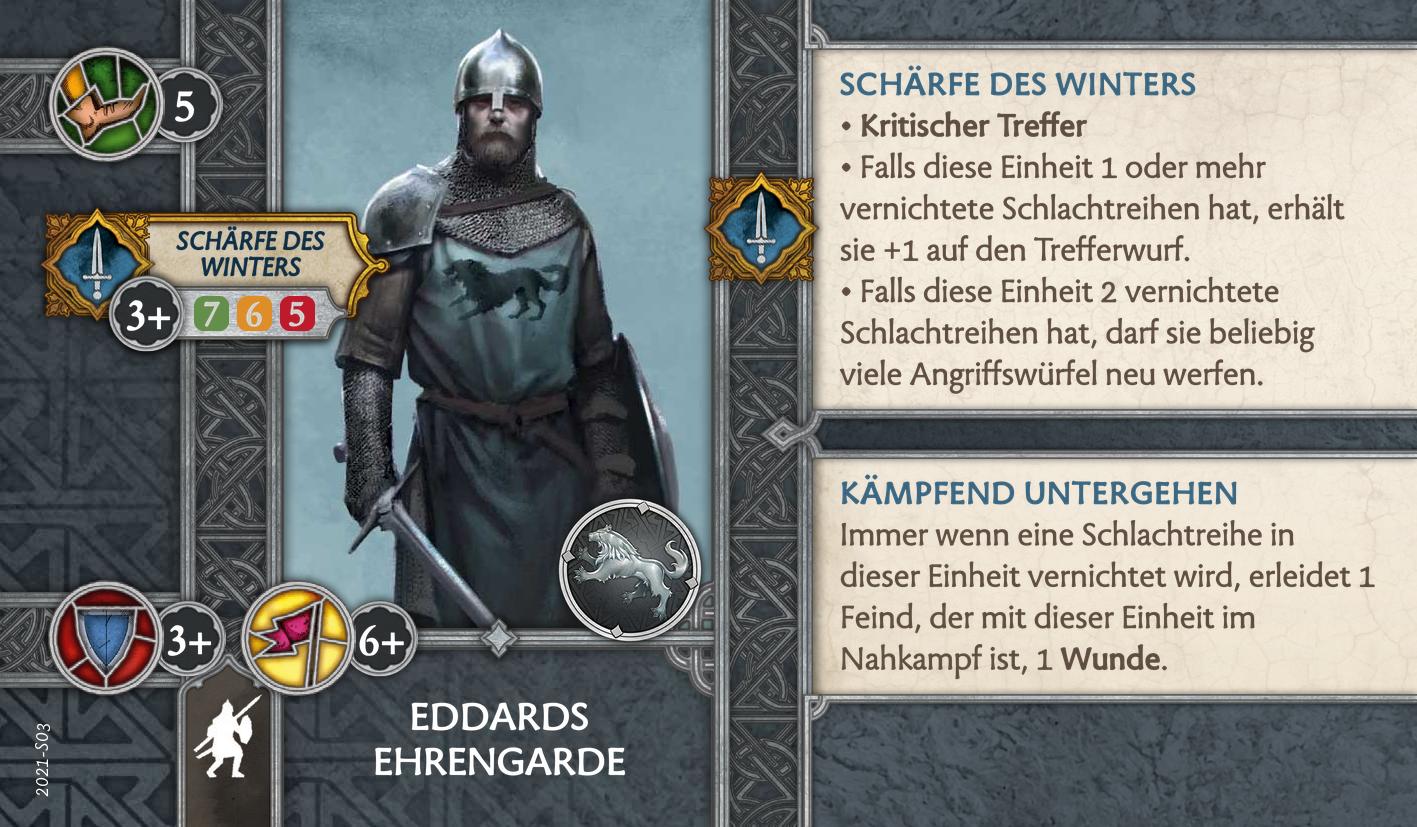 5
SCHÄRFE DES
WINTERS
3+ 7 6 5
3+ 6+
EDDARDS
EHRENGARDE
2021-S03
SCHÄRFE DES WINTERS
• Kritischer Treffer
• Falls diese Einheit 1 oder mehr
vernichtete Schlachtreihen hat, erhält
sie +1 auf den Trefferwurf.
• Falls diese Einheit 2 vernichtete
Schlachtreihen hat, darf sie beliebig
viele Angriffswürfel neu werfen.
KÄMPFEND UNTERGEHEN
Immer wenn eine Schlachtreihe in
dieser Einheit vernichtet wird, erleidet 1
Feind, der mit dieser Einheit im
Nahkampf ist, 1 Wunde.